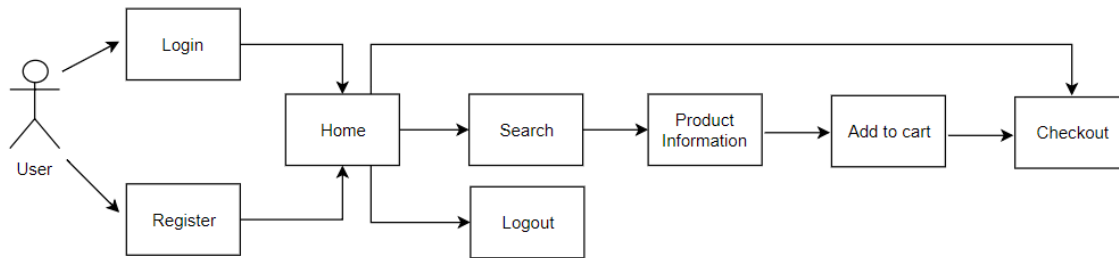 Login
User
Register
Home
Search
Logout
Product
Information
Add to cart
Checkout